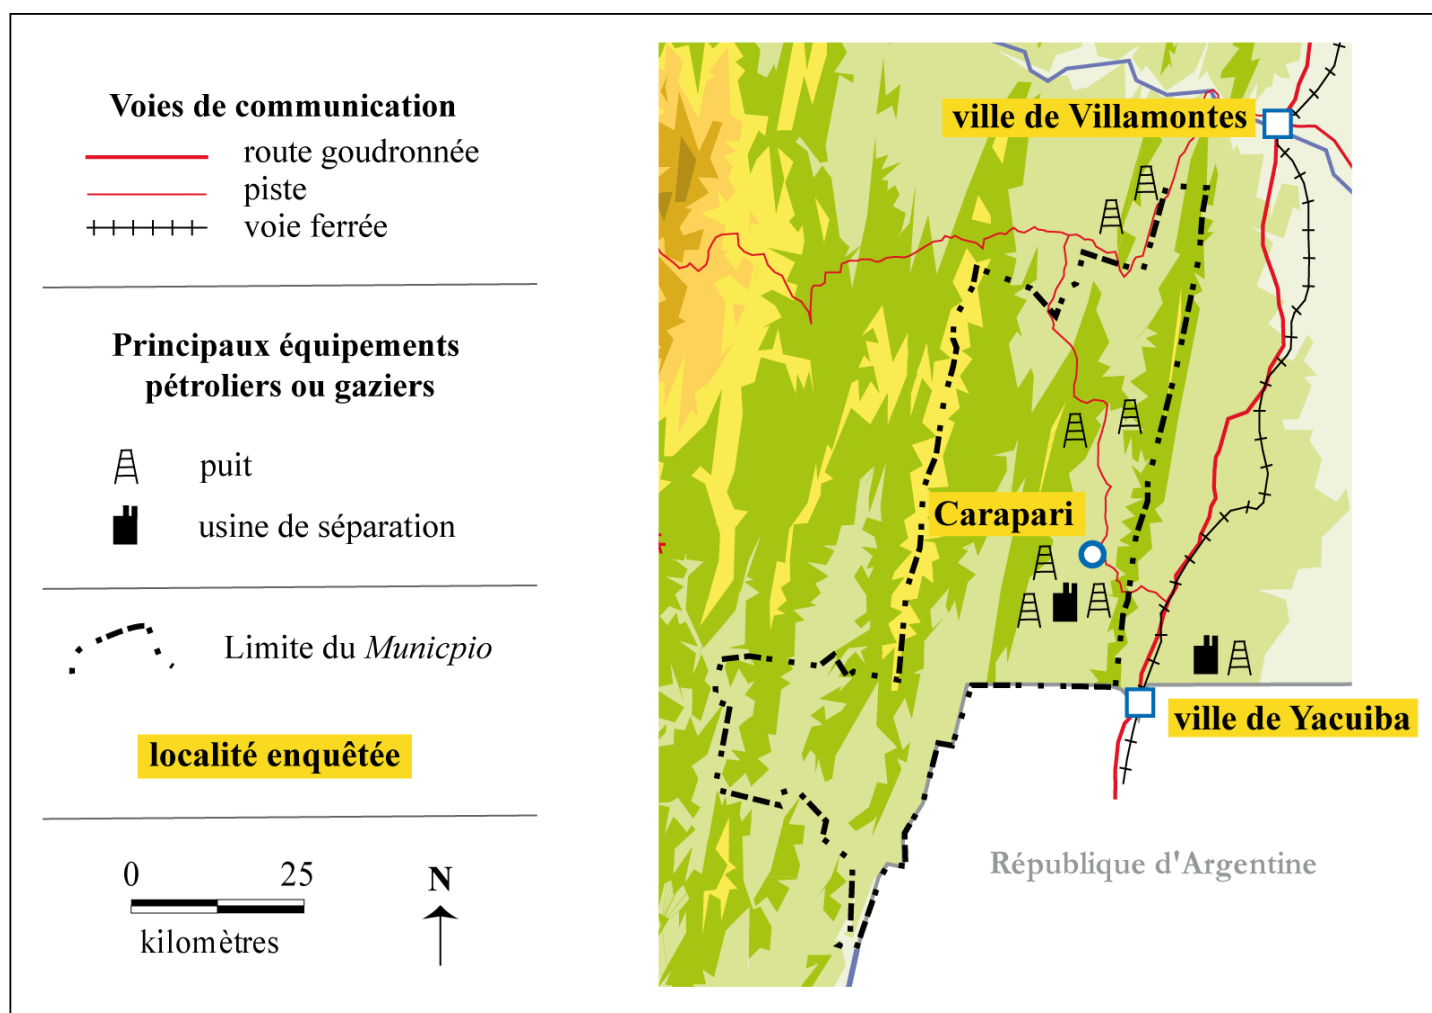 Voies de communication
route goudronnée
piste
voie ferrée
Principaux équipements
pétroliers ou gaziers
puit
usine de séparation
Limite du Municpio
localité enquêtée
0 25
kilomètres
N
ville de Villamontes
Carapari
ville de Yacuiba
République d'Argentine